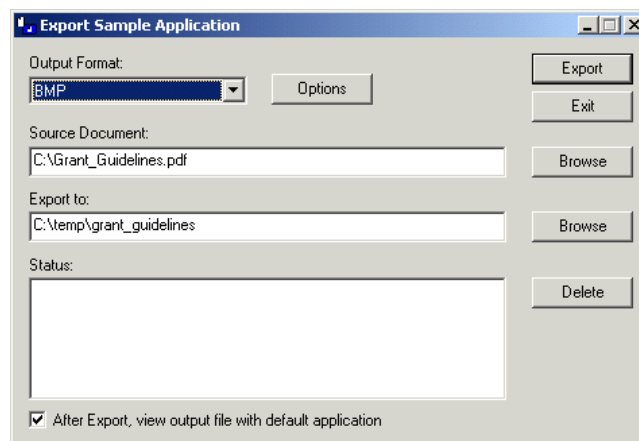 Export Sample Application
Output Format:
BMP
Options
Export
Exit
Source Document:
C:\Grant_Guidelines.pdf
Browse
Export to:
C:\temp\grant_guidelines
Browse
Status:
Delete
After Export, view output file with default application